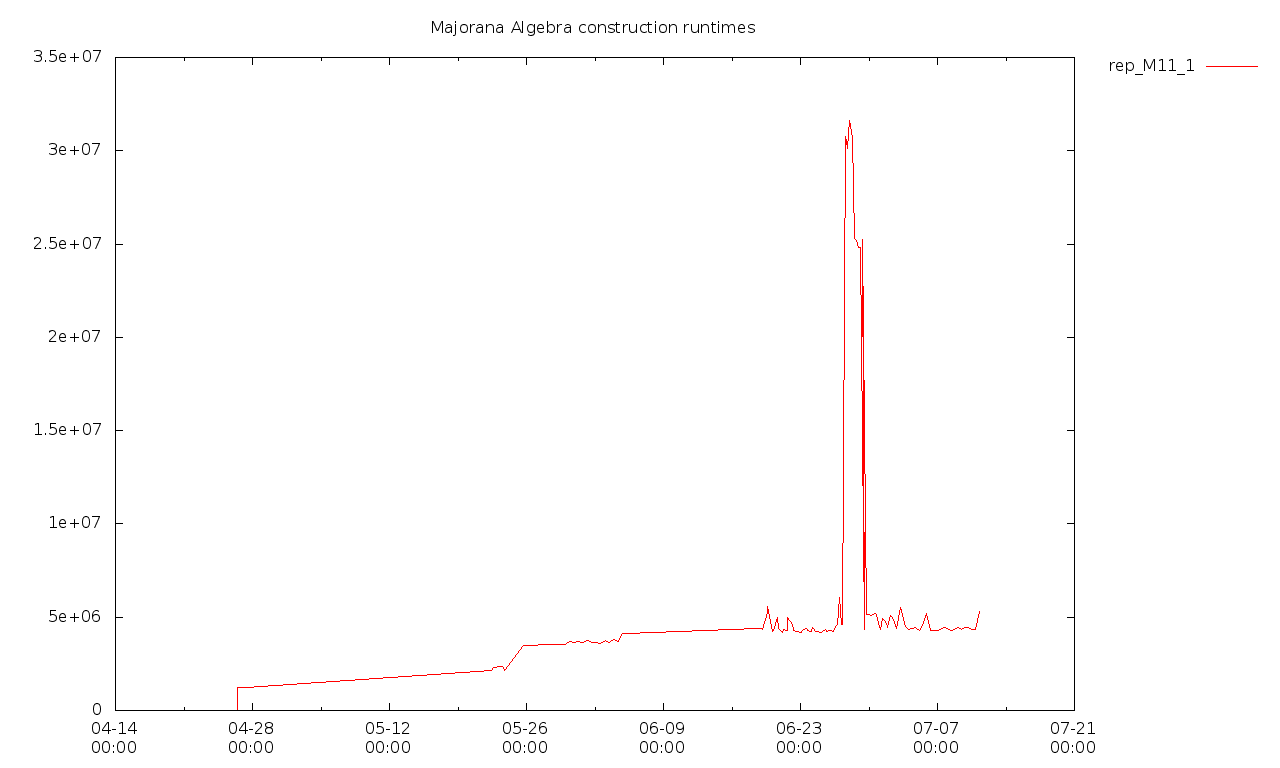 Majorana Algebra construction runtimes
rep_M11_1
3.5e+07
3e+07
2.5e+07
2e+07
1.5e+07
1e+07
5e+06
0
04-14 04-28 05-12 05-26 06-09 06-23 07-07 07-21
00:00 00:00 00:00 00:00 00:00 00:00 00:00 00:00